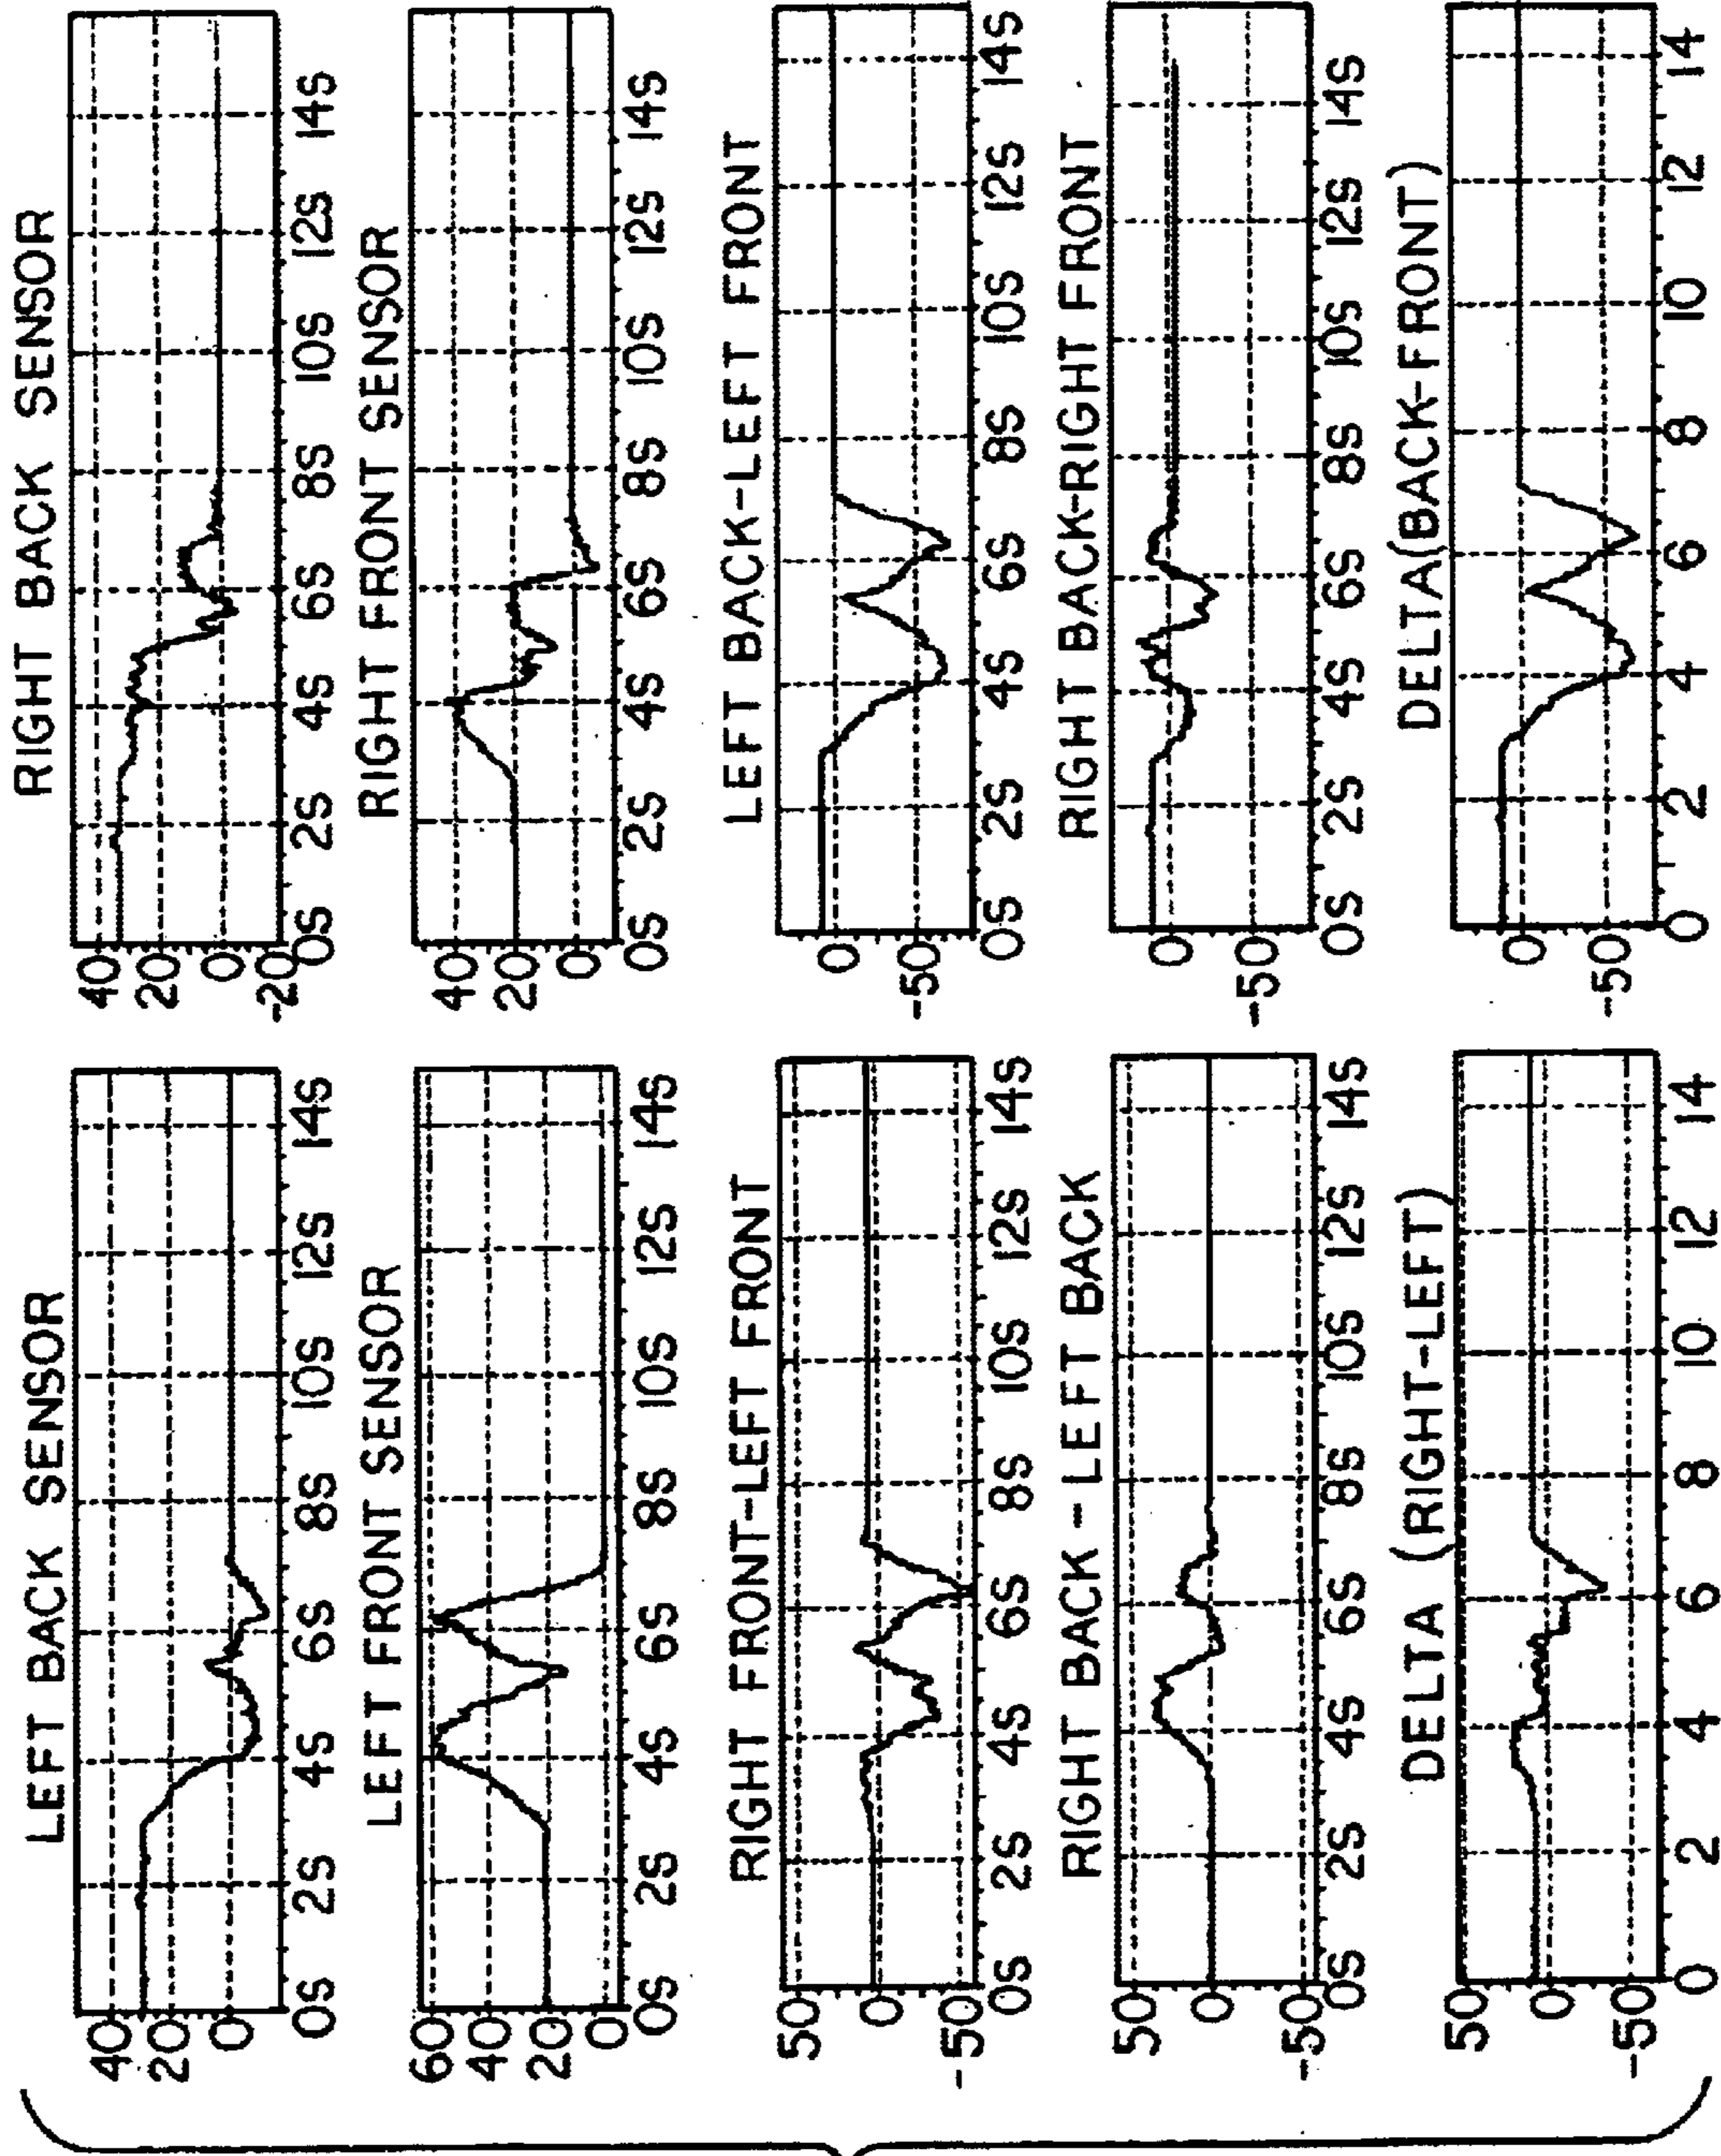 LEFT BACK SENSOR
40
20
0
0S 2S 4S 6S 8S 10S 12S 14S
RIGHT BACK SENSOR
40
20
0
-20
0S 2S 4S 6S 8S 10S 12S 14S
LEFT FRONT SENSOR
60
40
20
0
0S 2S 4S 6S 8S 10S 12S 14S
RIGHT FRONT SENSOR
40
20
0
0S 2S 4S 6S 8S 10S 12S 14S
RIGHT FRONT-LEFT FRONT
50
0
-50
0S 2S 4S 6S 8S 10S 12S 14S
LEFT BACK-LEFT FRONT
0
-50
0S 2S 4S 6S 8S 10S 12S 14S
RIGHT BACK - LEFT BACK
50
0
-50
0S 2S 4S 6S 8S 10S 12S 14S
RIGHT BACK-RIGHT FRONT
0
-50
0S 2S 4S 6S 8S 10S 12S 14S
DELTA (RIGHT-LEFT)
50
0
-50
0 2 4 6 8 10 12 14
DELTA(BACK-FRONT)
0
-50
0 2 4 6 8 10 12 14